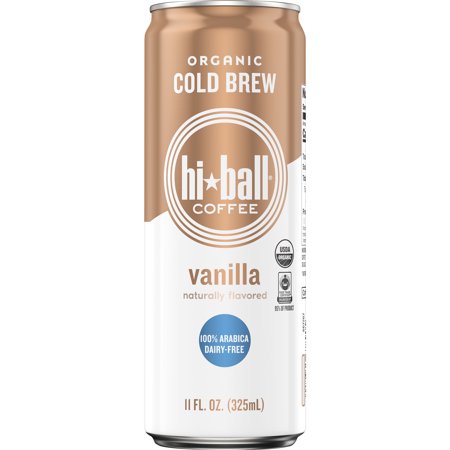 ORGANIC
COLD BREW
hi★ball®
COFFEE
vanilla
naturally flavored
100% ARABICA
DAIRY-FREE
11 FL. OZ. (325mL)
USDA
ORGANIC